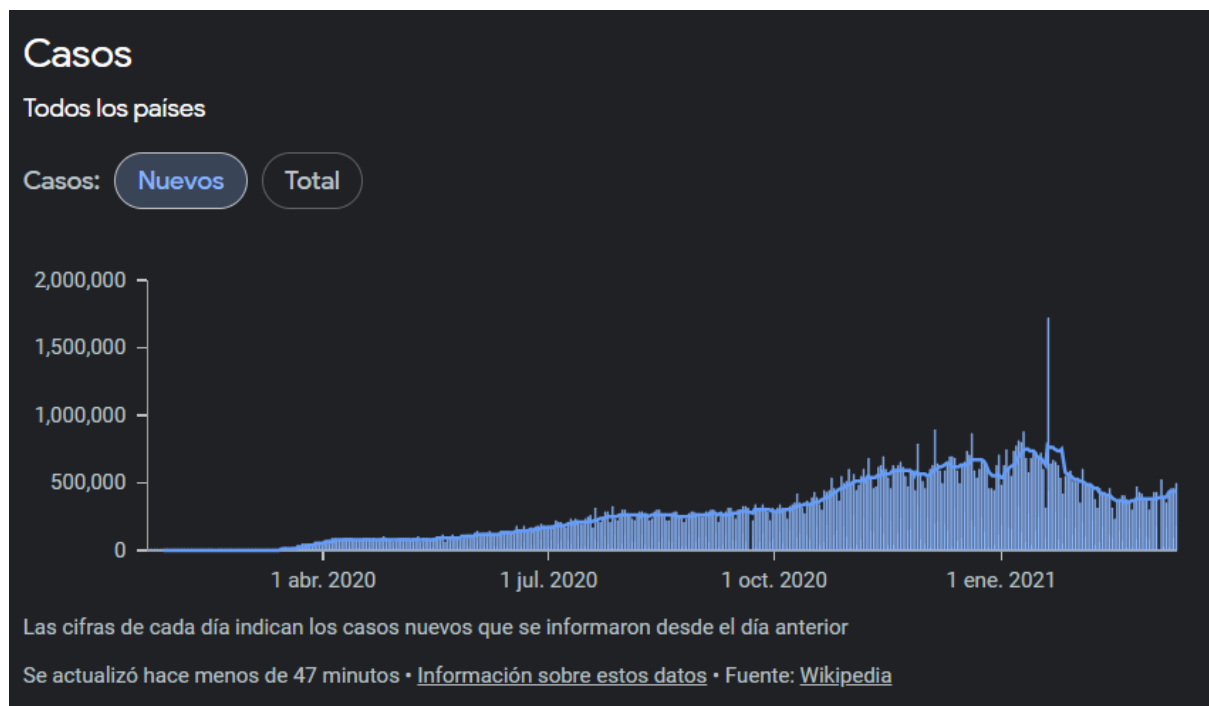 Casos
Todos los países
Casos: Nuevos Total
2,000,000
1,500,000
1,000,000
500,000
0
1 abr. 2020 1 jul. 2020 1 oct. 2020 1 ene. 2021
Las cifras de cada día indican los casos nuevos que se informaron desde el día anterior
Se actualizó hace menos de 47 minutos • Información sobre estos datos • Fuente: Wikipedia